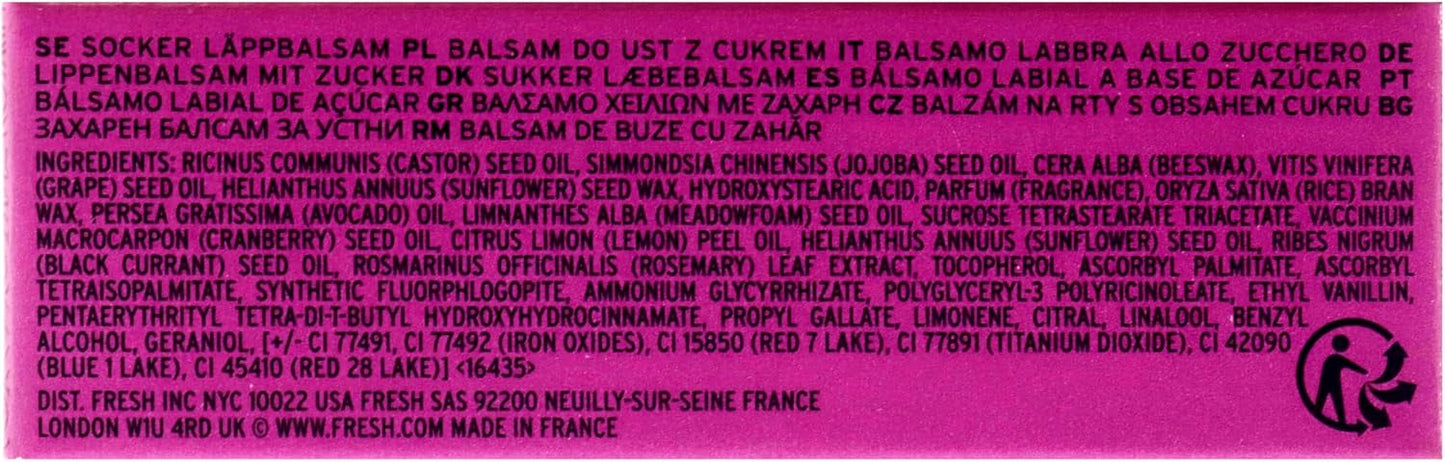 SE SOCKER LÄPPBALSAM PL BALSAM DO UST Z CUKREM IT BALSAMO LABBRA ALLO ZUCCHERO DE
LIPPENBALSAM MIT ZUCKER DK SUKKER LÆBEBALSAM ES BÁLSAMO LABIAL A BASE DE AZÚCAR PT
BÁLSAMO LABIAL DE AÇÚCAR GR ΒΑΛΣΑΜΟ ΧΕΙΛΙΩΝ ΜΕ ΖΑΧΑΡΗ CZ BALZÁM NA RTY S OBSAHEM CUKRU BG
ЗАХАРЕН БАЛСАМ ЗА УСТНИ RM BALSAM DE BUZE CU ZAHĂR
INGREDIENTS: RICINUS COMMUNIS (CASTOR) SEED OIL, SIMMONDSIA CHINENSIS (JOJOBA) SEED OIL, CERA ALBA (BEESWAX), VITIS VINIFERA
(GRAPE) SEED OIL, HELIANTHUS ANNUUS (SUNFLOWER) SEED WAX, HYDROXYSTEARIC ACID, PARFUM (FRAGRANCE), ORYZA SATIVA (RICE) BRAN
WAX, PERSEA GRATISSIMA (AVOCADO) OIL, LIMNANTHES ALBA (MEADOWFOAM) SEED OIL, SUCROSE TETRASTEARATE TRIACETATE, VACCINIUM
MACROCARPON (CRANBERRY) SEED OIL, CITRUS LIMON (LEMON) PEEL OIL, HELIANTHUS ANNUUS (SUNFLOWER) SEED OIL, RIBES NIGRUM
(BLACK CURRANT) SEED OIL, ROSMARINUS OFFICINALIS (ROSEMARY) LEAF EXTRACT, TOCOPHEROL, ASCORBYL PALMITATE, ASCORBYL
TETRAISOPALMITATE, SYNTHETIC FLUORPHLOGOPITE, AMMONIUM GLYCYRRHIZATE, POLYGLYCERYL-3 POLYRICINOLEATE, ETHYL VANILLIN,
PENTAERYTHRITYL TETRA-DI-T-BUTYL HYDROXYHYDROCINNAMATE, PROPYL GALLATE, LIMONENE, CITRAL, LINALOOL, BENZYL
ALCOHOL, GERANIOL, [+/- CI 77491, CI 77492 (IRON OXIDES), CI 15850 (RED 7 LAKE), CI 77891 (TITANIUM DIOXIDE), CI 42090
(BLUE 1 LAKE), CI 45410 (RED 28 LAKE)] <16435>
DIST. FRESH INC NYC 10022 USA FRESH SAS 92200 NEUILLY-SUR-SEINE FRANCE
LONDON W1U 4RD UK © WWW.FRESH.COM MADE IN FRANCE